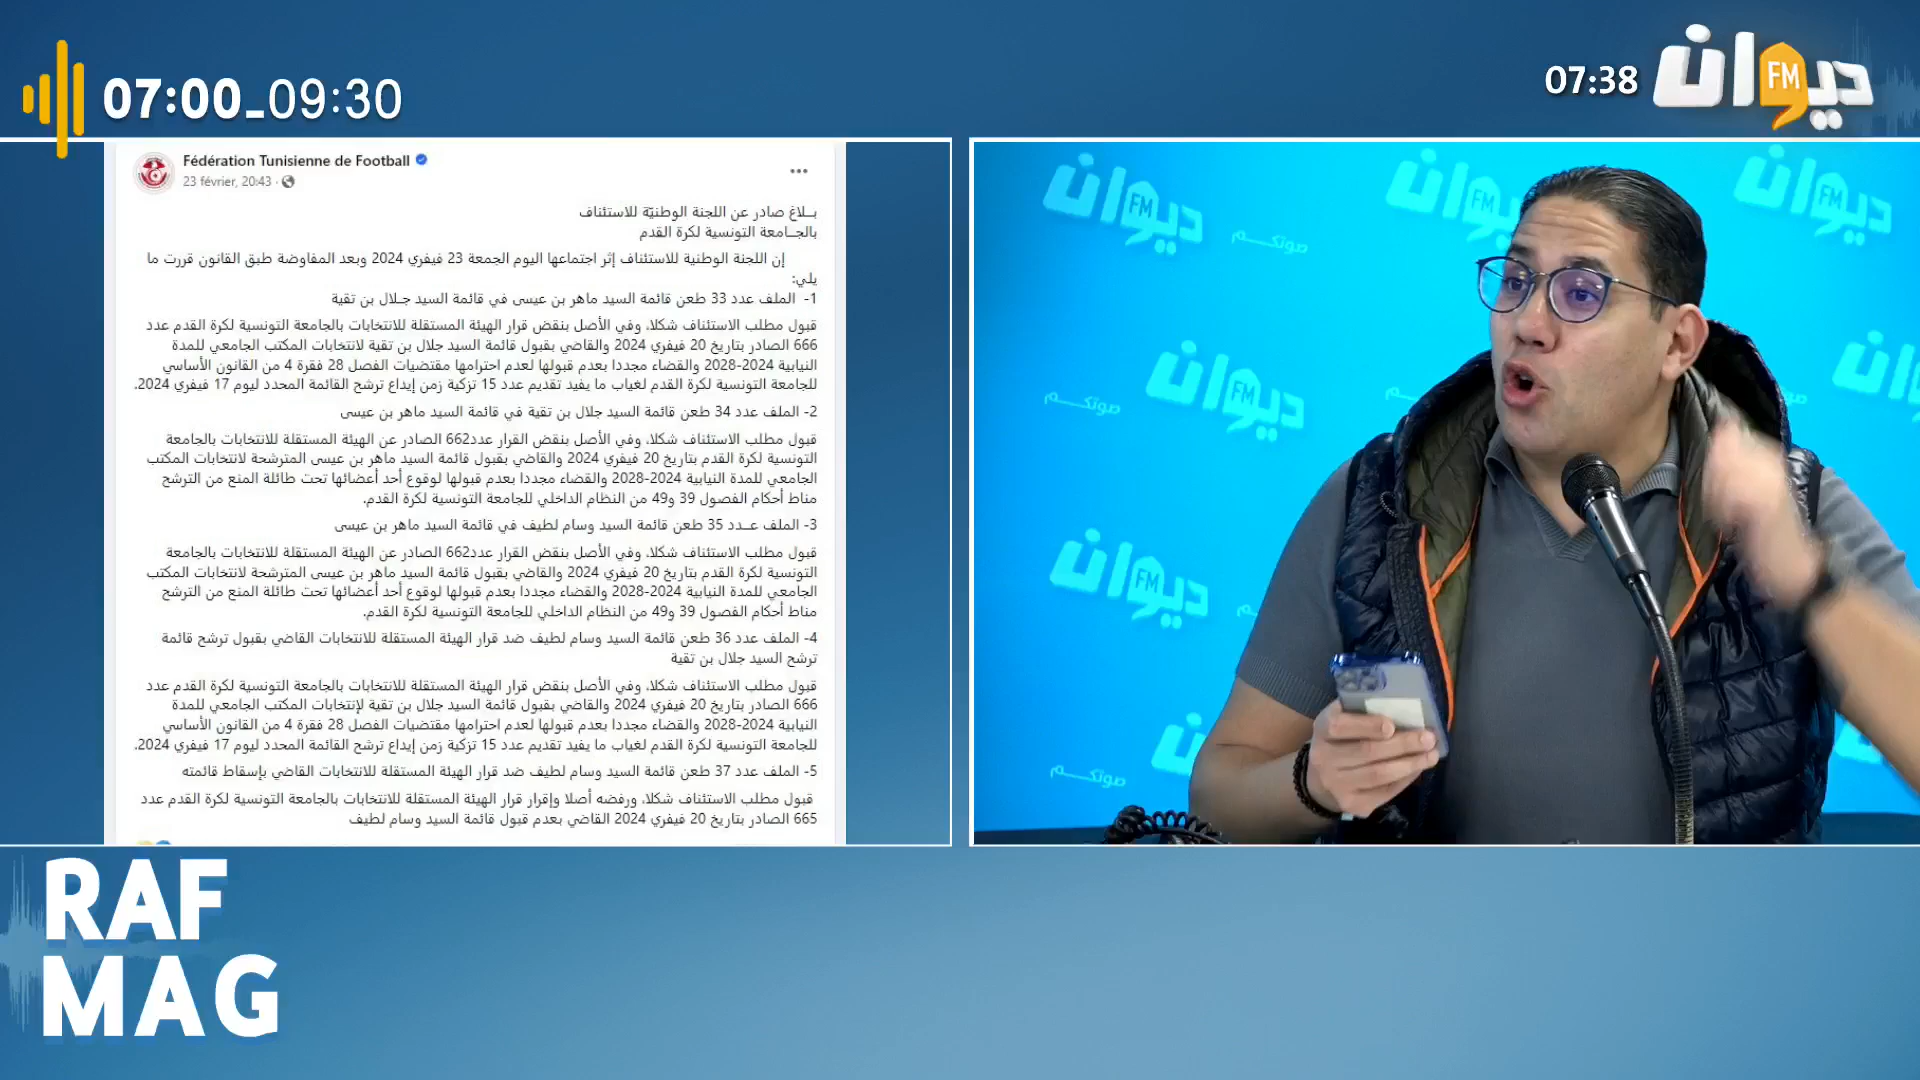 07:00_09:30
07:38
ديوان FM
Fédération Tunisienne de Football
23 février, 20:43 ·
بــلاغ صادر عن اللجنة الوطنيّة للاستئناف
بالجــامعة التونسية لكرة القدم
إن اللجنة الوطنية للاستئناف إثر اجتماعها اليوم الجمعة 23 فيفري 2024 وبعد المفاوضة طبق القانون قررت ما
يلي:
1- الملف عدد 33 طعن قائمة السيد ماهر بن عيسى في قائمة السيد جـلال بن تقية
قبول مطلب الاستئناف شكلا، وفي الأصل بنقض قرار الهيئة المستقلة للانتخابات بالجامعة التونسية لكرة القدم عدد
666 الصادر بتاريخ 20 فيفري 2024 والقاضي بقبول قائمة السيد جلال بن تقية لانتخابات المكتب الجامعي للمدة
النيابية 2024-2028 والقضاء مجددا بعدم قبولها لعدم احترامها مقتضيات الفصل 28 فقرة 4 من القانون الأساسي
للجامعة التونسية لكرة القدم لغياب ما يفيد تقديم عدد 15 تزكية زمن إيداع ترشح القائمة المحدد ليوم 17 فيفري 2024.
2- الملف عدد 34 طعن قائمة السيد جلال بن تقية في قائمة السيد ماهر بن عيسى
قبول مطلب الاستئناف شكلا، وفي الأصل بنقض القرار عدد662 الصادر عن الهيئة المستقلة للانتخابات بالجامعة
التونسية لكرة القدم بتاريخ 20 فيفري 2024 والقاضي بقبول قائمة السيد ماهر بن عيسى المترشحة لانتخابات المكتب
الجامعي للمدة النيابية 2024-2028 والقضاء مجددا بعدم قبولها لوقوع أحد أعضائها تحت طائلة المنع من الترشح
مناط أحكام الفصول 39 و49 من النظام الداخلي للجامعة التونسية لكرة القدم.
3- الملف عــدد 35 طعن قائمة السيد وسام لطيف في قائمة السيد ماهر بن عيسى
قبول مطلب الاستئناف شكلا، وفي الأصل بنقض القرار عدد662 الصادر عن الهيئة المستقلة للانتخابات بالجامعة
التونسية لكرة القدم بتاريخ 20 فيفري 2024 والقاضي بقبول قائمة السيد ماهر بن عيسى المترشحة لانتخابات المكتب
الجامعي للمدة النيابية 2024-2028 والقضاء مجددا بعدم قبولها لوقوع أحد أعضائها تحت طائلة المنع من الترشح
مناط أحكام الفصول 39 و49 من النظام الداخلي للجامعة التونسية لكرة القدم.
4- الملف عدد 36 طعن قائمة السيد وسام لطيف ضد قرار الهيئة المستقلة للانتخابات القاضي بقبول ترشح قائمة
ترشح السيد جلال بن تقية
قبول مطلب الاستئناف شكلا، وفي الأصل بنقض قرار الهيئة المستقلة للانتخابات بالجامعة التونسية لكرة القدم عدد
666 الصادر بتاريخ 20 فيفري 2024 والقاضي بقبول قائمة السيد جلال بن تقية لإنتخابات المكتب الجامعي للمدة
النيابية 2024-2028 والقضاء مجددا بعدم قبولها لعدم احترامها مقتضيات الفصل 28 فقرة 4 من القانون الأساسي
للجامعة التونسية لكرة القدم لغياب ما يفيد تقديم عدد 15 تزكية زمن إيداع ترشح القائمة المحدد ليوم 17 فيفري 2024.
5- الملف عدد 37 طعن قائمة السيد وسام لطيف ضد قرار الهيئة المستقلة للانتخابات القاضي بإسقاط قائمته
قبول مطلب الاستئناف شكلا، ورفضه أصلا وإقرار قرار الهيئة المستقلة للانتخابات بالجامعة التونسية لكرة القدم عدد
665 الصادر بتاريخ 20 فيفري 2024 القاضي بعدم قبول قائمة السيد وسام لطيف
ديوان FM
صوتكم
ديوان FM
ديوان FM
ديوان FM
صوتكم
ديوان FM
صوتكم
RAF
MAG